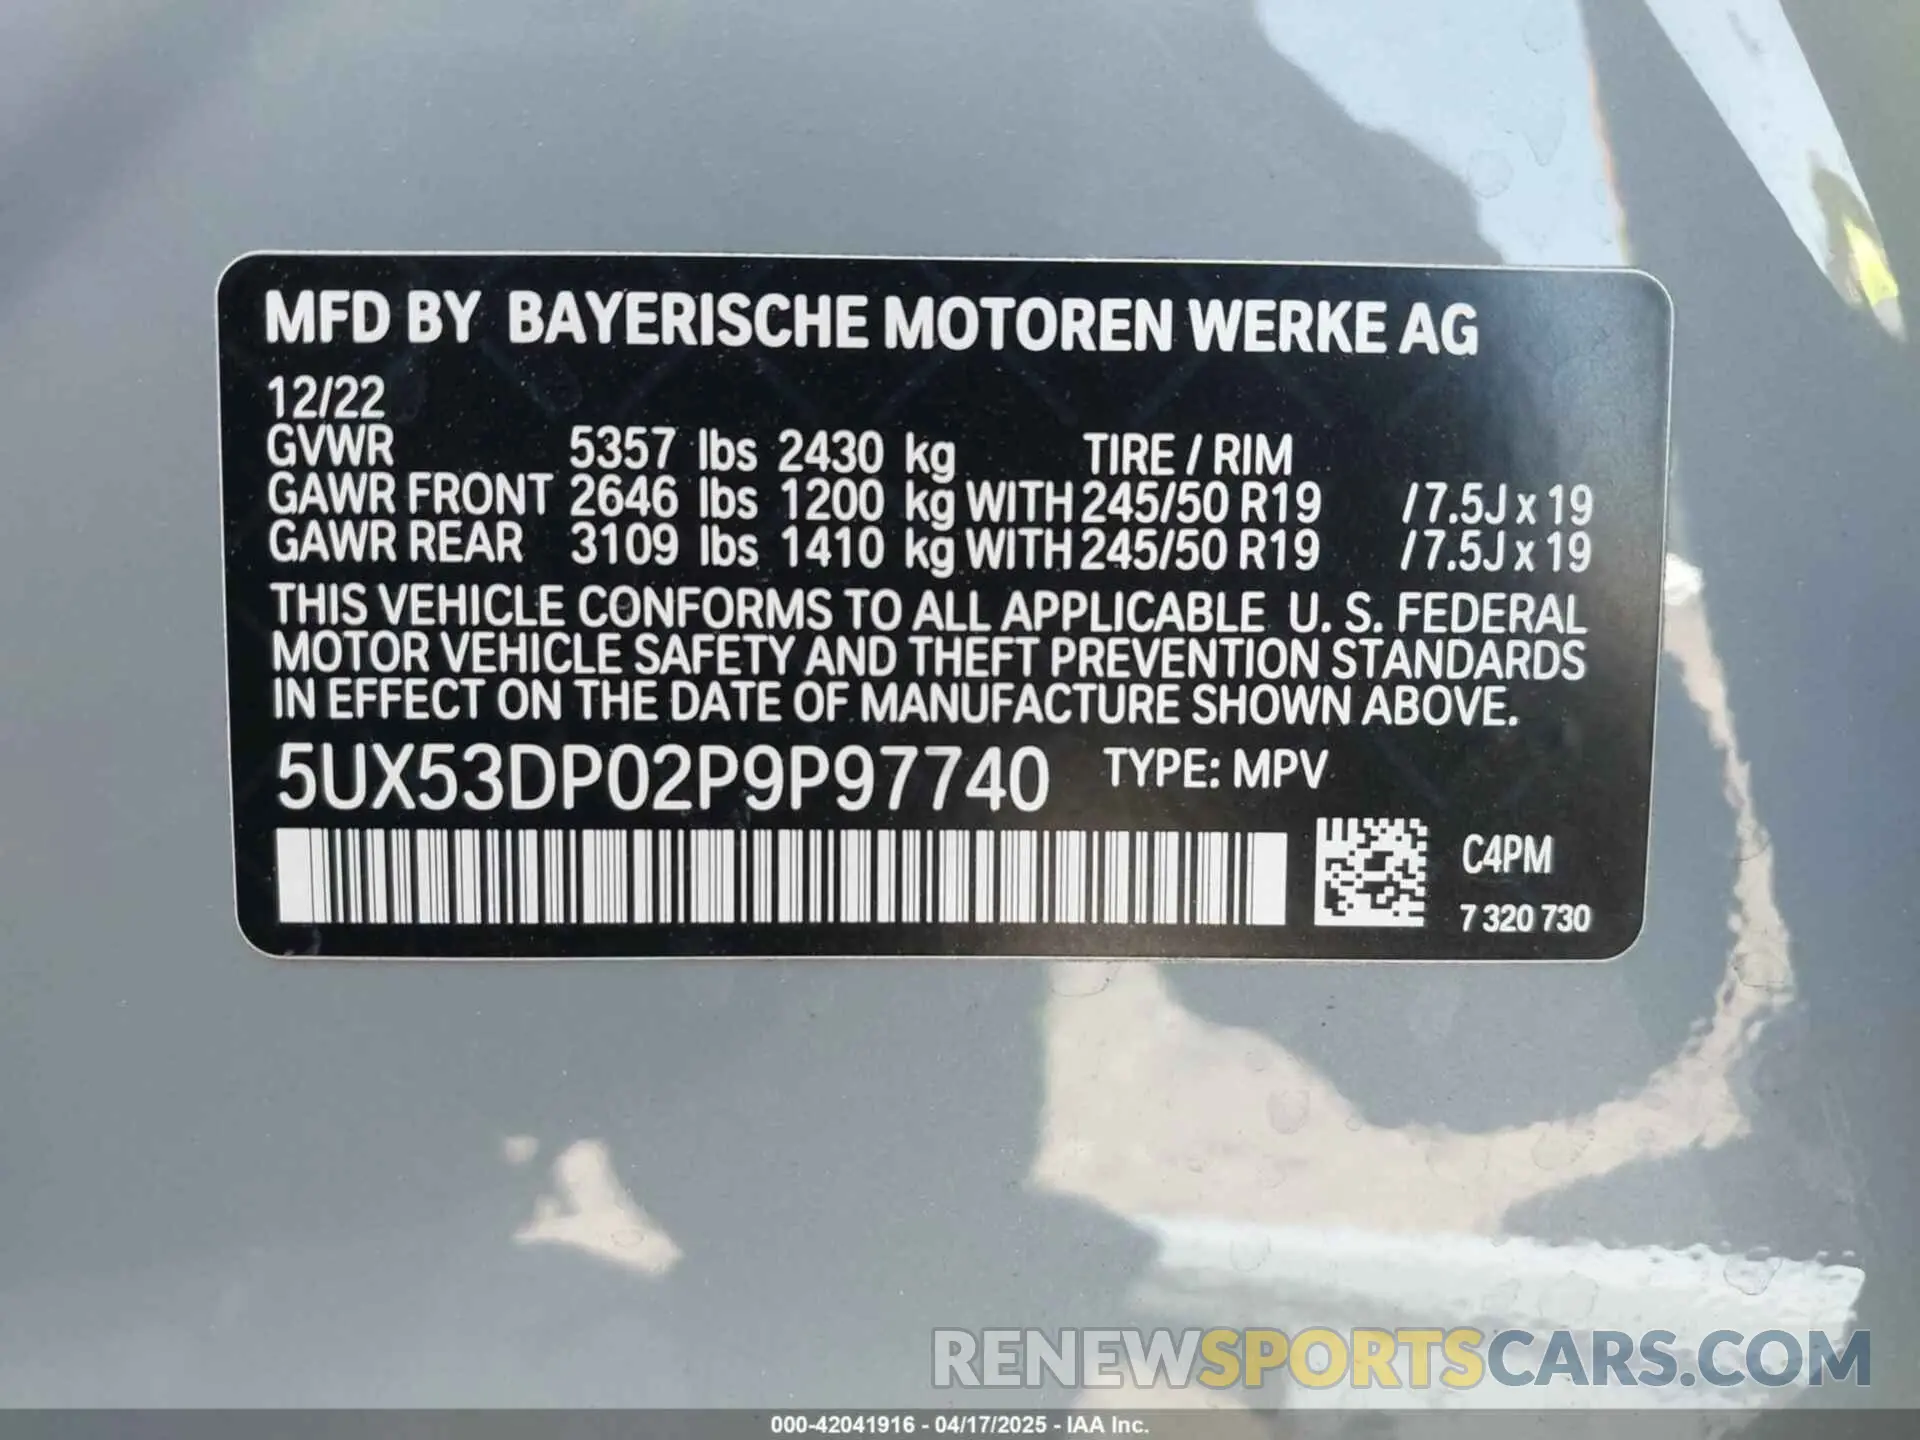 MFD BY BAYERISCHE MOTOREN WERKE AG
12/22
GVWR 5357 lbs 2430 kg TIRE / RIM
GAWR FRONT 2646 lbs 1200 kg WITH 245/50 R19 /7.5J x 19
GAWR REAR 3109 lbs 1410 kg WITH 245/50 R19 /7.5J x 19
THIS VEHICLE CONFORMS TO ALL APPLICABLE U. S. FEDERAL
MOTOR VEHICLE SAFETY AND THEFT PREVENTION STANDARDS
IN EFFECT ON THE DATE OF MANUFACTURE SHOWN ABOVE.
5UX53DP02P9P97740 TYPE: MPV
C4PM
7 320 730
RENEWSPORTSCARS.COM
000-42041916 - 04/17/2025 - IAA Inc.